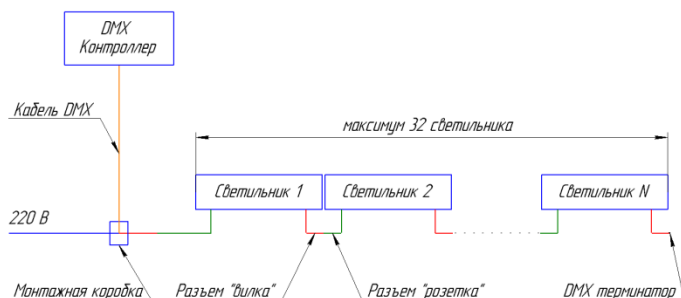 DMX
Контроллер
Кабель DMX
максимум 32 светильника
Светильник 1
Светильник 2
Светильник N
220 В
Монтажная коробка
Разъем "вилка"
Разъем "розетка"
DMX терминатор